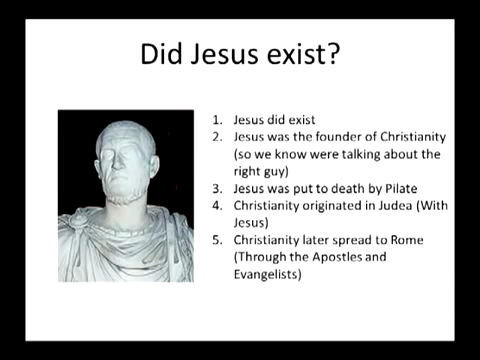 Did Jesus exist?
1. Jesus did exist
2. Jesus was the founder of Christianity
(so we know were talking about the
right guy)
3. Jesus was put to death by Pilate
4. Christianity originated in Judea (With
Jesus)
5. Christianity later spread to Rome
(Through the Apostles and
Evangelists)